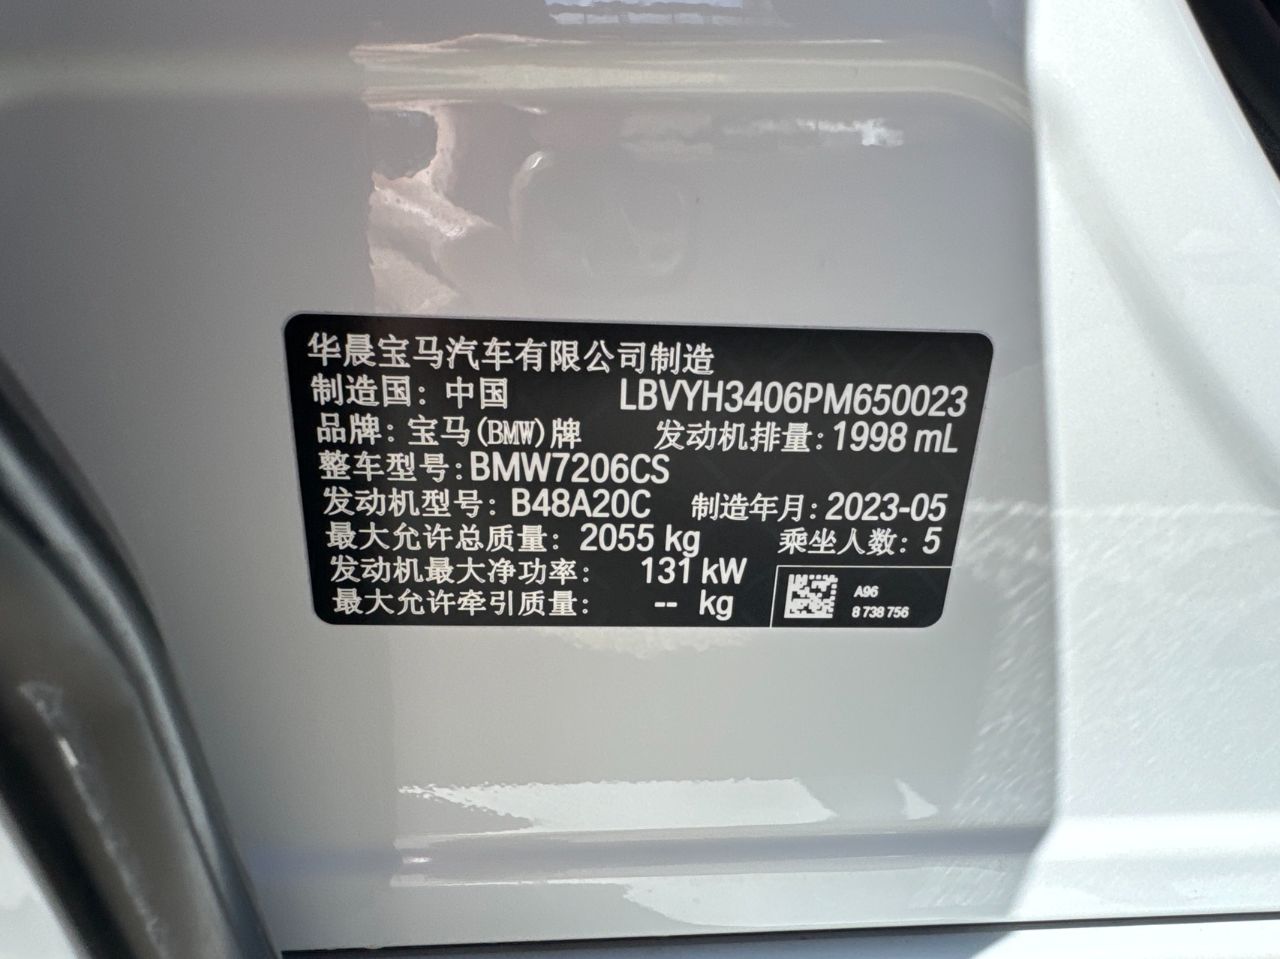 华晨宝马汽车有限公司制造
制造国：中国 LBVYH3406PM650023
品牌：宝马(BMW)牌 发动机排量：1998 mL
整车型号：BMW7206CS
发动机型号：B48A20C 制造年月：2023-05
最大允许总质量：2055 kg 乘坐人数：5
发动机最大净功率：131 kW
最大允许牵引质量：-- kg
A96
8 738 756